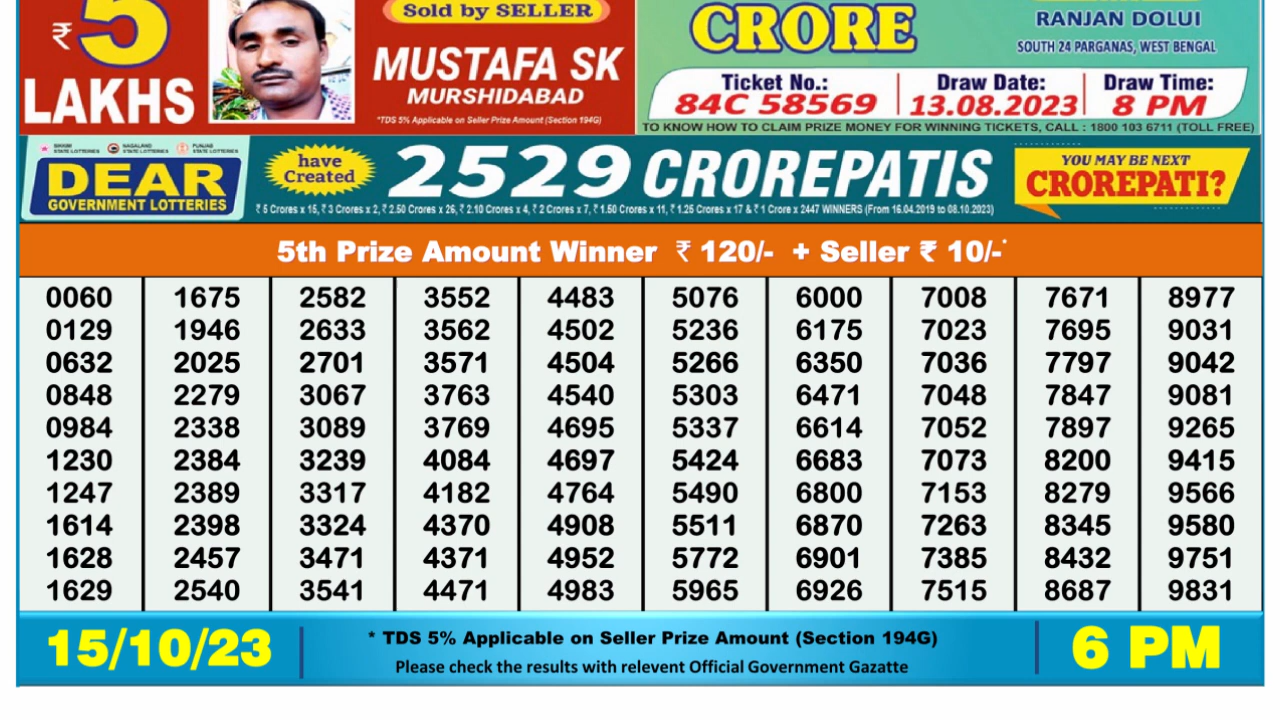 ₹5
LAKHS
Sold by SELLER
MUSTAFA SK
MURSHIDABAD
*TDS 5% Applicable on Seller Prize Amount (Section 194G)
CRORE
RANJAN DOLUI
SOUTH 24 PARGANAS, WEST BENGAL
Ticket No.: Draw Date: Draw Time:
84C 58569 13.08.2023 8 PM
TO KNOW HOW TO CLAIM PRIZE MONEY FOR WINNING TICKETS, CALL : 1800 103 6711 (TOLL FREE)
SIKKIM STATE LOTTERIES NAGALAND STATE LOTTERIES PUNJAB STATE LOTTERIES
DEAR
GOVERNMENT LOTTERIES
have
Created
2529 CROREPATIS
₹ 5 Crores x 15, ₹ 3 Crores x 2, ₹ 2.50 Crores x 26, ₹ 2.10 Crores x 4, ₹ 2 Crores x 7, ₹ 1.50 Crores x 11, ₹ 1.25 Crores x 17 & ₹ 1 Crore x 2447 WINNERS (From 16.04.2019 to 08.10.2023)
YOU MAY BE NEXT
CROREPATI?
5th Prize Amount Winner ₹ 120/- + Seller ₹ 10/-*
0060 1675 2582 3552 4483 5076 6000 7008 7671 8977
0129 1946 2633 3562 4502 5236 6175 7023 7695 9031
0632 2025 2701 3571 4504 5266 6350 7036 7797 9042
0848 2279 3067 3763 4540 5303 6471 7048 7847 9081
0984 2338 3089 3769 4695 5337 6614 7052 7897 9265
1230 2384 3239 4084 4697 5424 6683 7073 8200 9415
1247 2389 3317 4182 4764 5490 6800 7153 8279 9566
1614 2398 3324 4370 4908 5511 6870 7263 8345 9580
1628 2457 3471 4371 4952 5772 6901 7385 8432 9751
1629 2540 3541 4471 4983 5965 6926 7515 8687 9831
15/10/23
* TDS 5% Applicable on Seller Prize Amount (Section 194G)
Please check the results with relevent Official Government Gazatte
6 PM